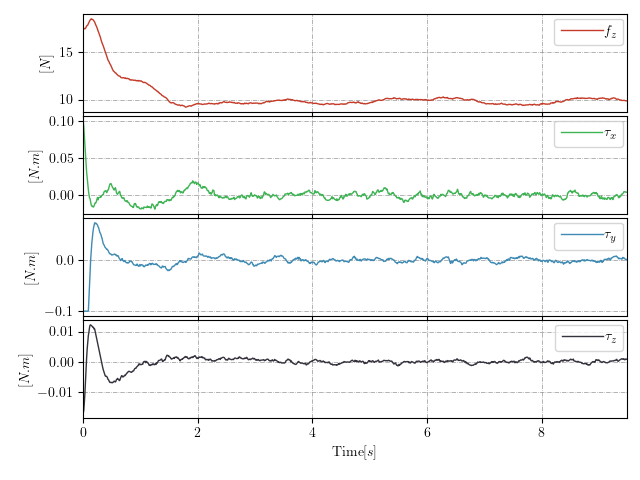 [N]
15
10
f_z
[N.m]
0.10
0.05
0.00
τ_x
[N.m]
0.0
−0.1
τ_y
[N.m]
0.01
0.00
−0.01
τ_z
0 2 4 6 8
Time[s]